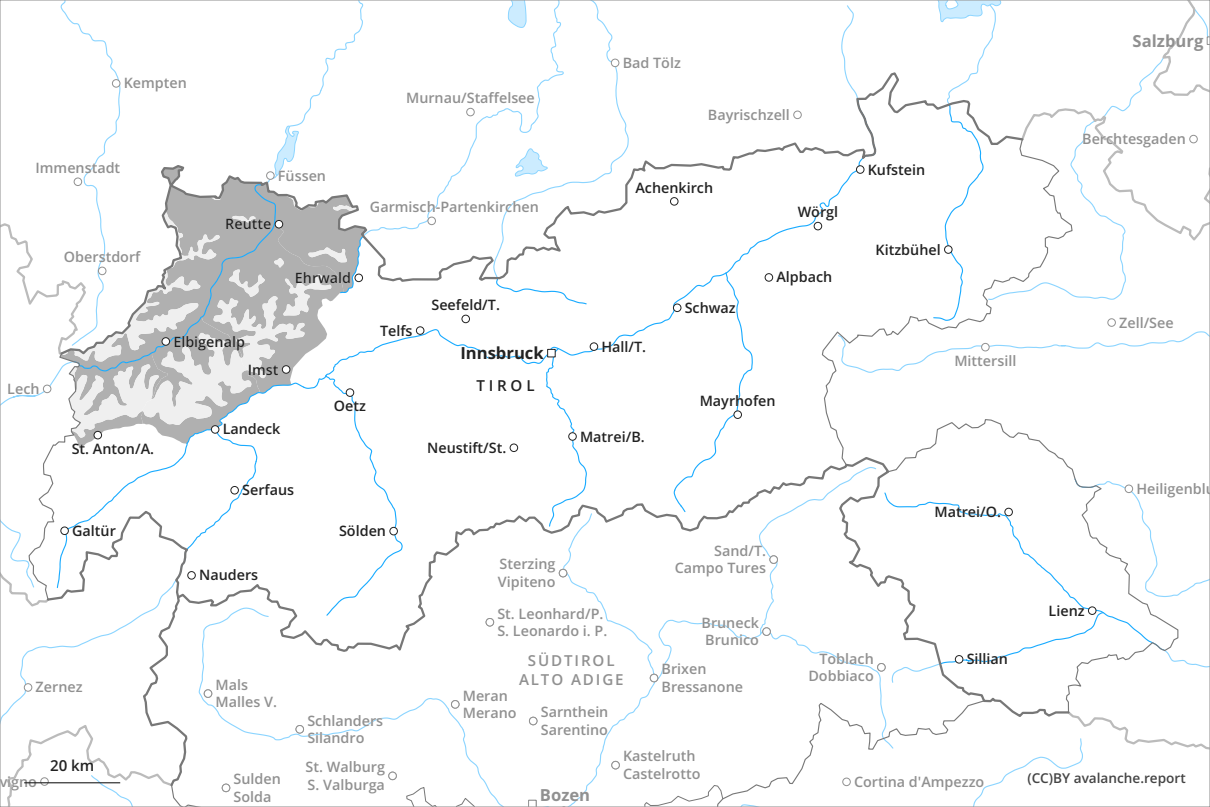 Salzburg
Bad Tölz
Kempten
Murnau/Staffelsee
Bayrischzell
Berchtesgaden
Immenstadt
Füssen
Kufstein
Achenkirch
Garmisch-Partenkirchen
Wörgl
Reutte
Kitzbühel
Oberstdorf
Ehrwald
Alpbach
Seefeld/T.
Schwaz
Telfs
Zell/See
Elbigenalp
Innsbruck
Hall/T.
Mittersill
Imst
TIROL
Lech
Oetz
Mayrhofen
Landeck
Matrei/B.
St. Anton/A.
Neustift/St.
Serfaus
Heiligenblu
Matrei/O.
Galtür
Sölden
Sand/T.
Campo Tures
Sterzing
Vipiteno
Nauders
Lienz
St. Leonhard/P.
S. Leonardo i. P.
Bruneck
Brunico
SÜDTIROL
ALTO ADIGE
Sillian
Toblach
Dobbiaco
Brixen
Bressanone
Zernez
Mals
Malles V.
Meran
Merano
Sarnthein
Sarentino
Schlanders
Silandro
Kastelruth
Castelrotto
20 km
St. Walburg
S. Valburga
vigno
Sulden
Solda
Cortina d'Ampezzo
(CC)BY avalanche.report
Bozen